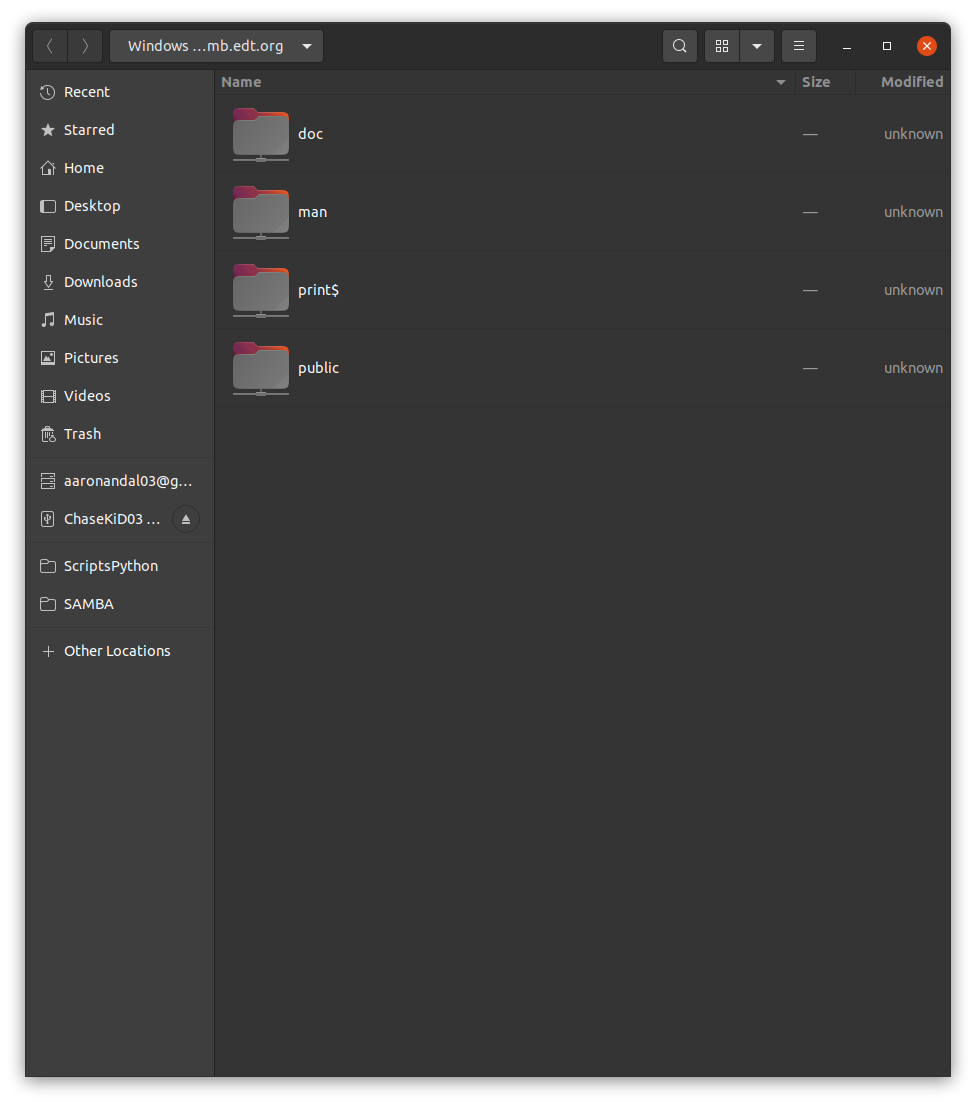 Windows …mb.edt.org
Recent
Starred
Home
Desktop
Documents
Downloads
Music
Pictures
Videos
Trash
aaronandal03@g…
ChaseKiD03 …
ScriptsPython
SAMBA
Other Locations
Name Size Modified
doc — unknown
man — unknown
print$ — unknown
public — unknown